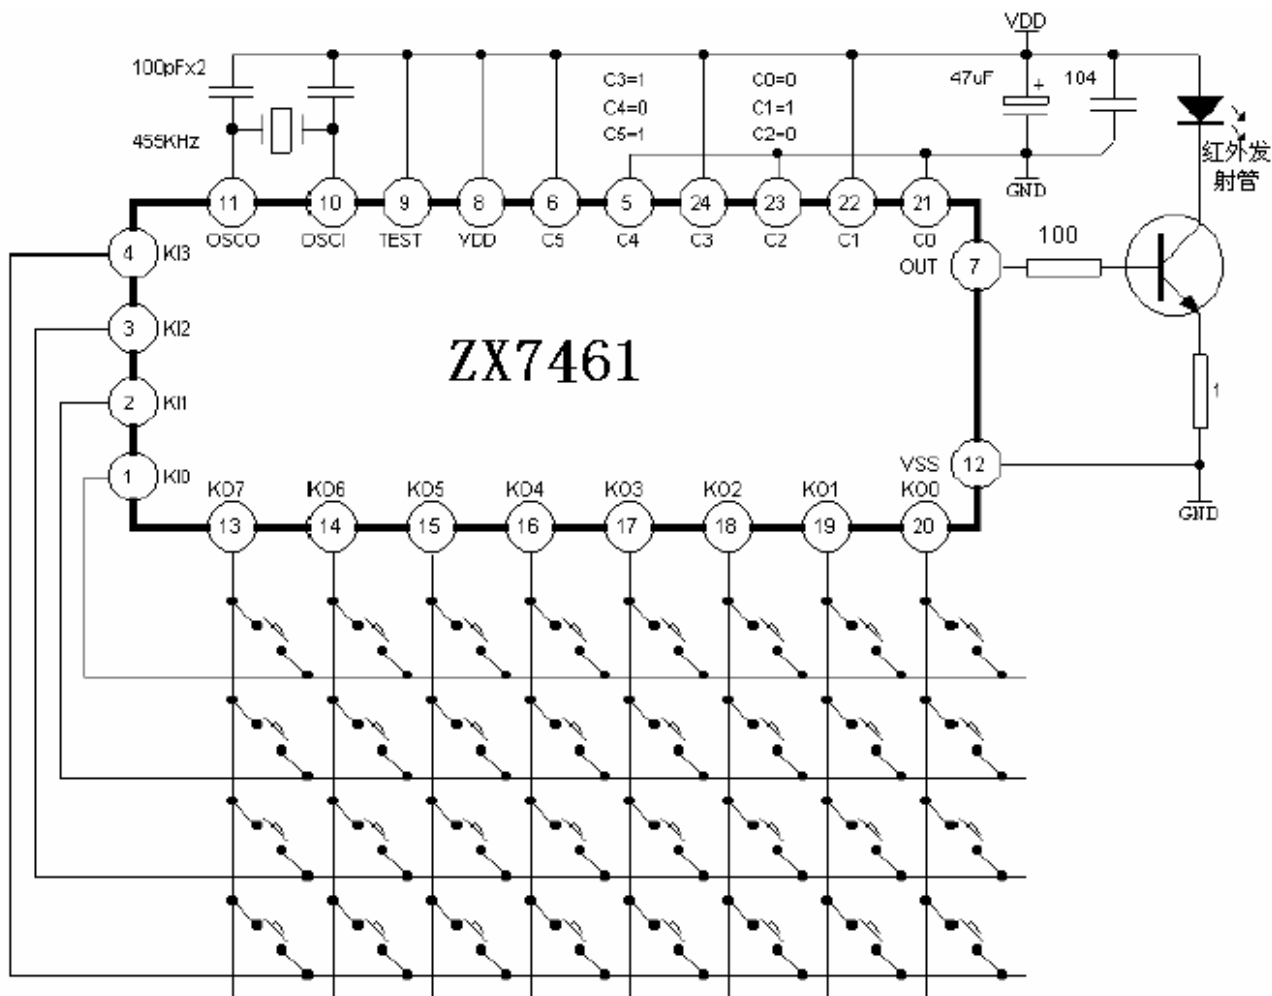 VDD
100pFx2
C3=1
C0=0
47uF
+
104
C4=0
C1=1
455KHz
C5=1
C2=0
红外发
射管
GND
11
10
9
8
6
5
24
23
22
21
OSCO
OSCI
TEST
VDD
C5
C4
C3
C2
C1
C0
4
KI3
OUT
7
100
3
KI2
ZX7461
2
KI1
1
1
KI0
VSS
12
KO7
KO6
KO5
KO4
KO3
KO2
KO1
KO0
GND
13
14
15
16
17
18
19
20